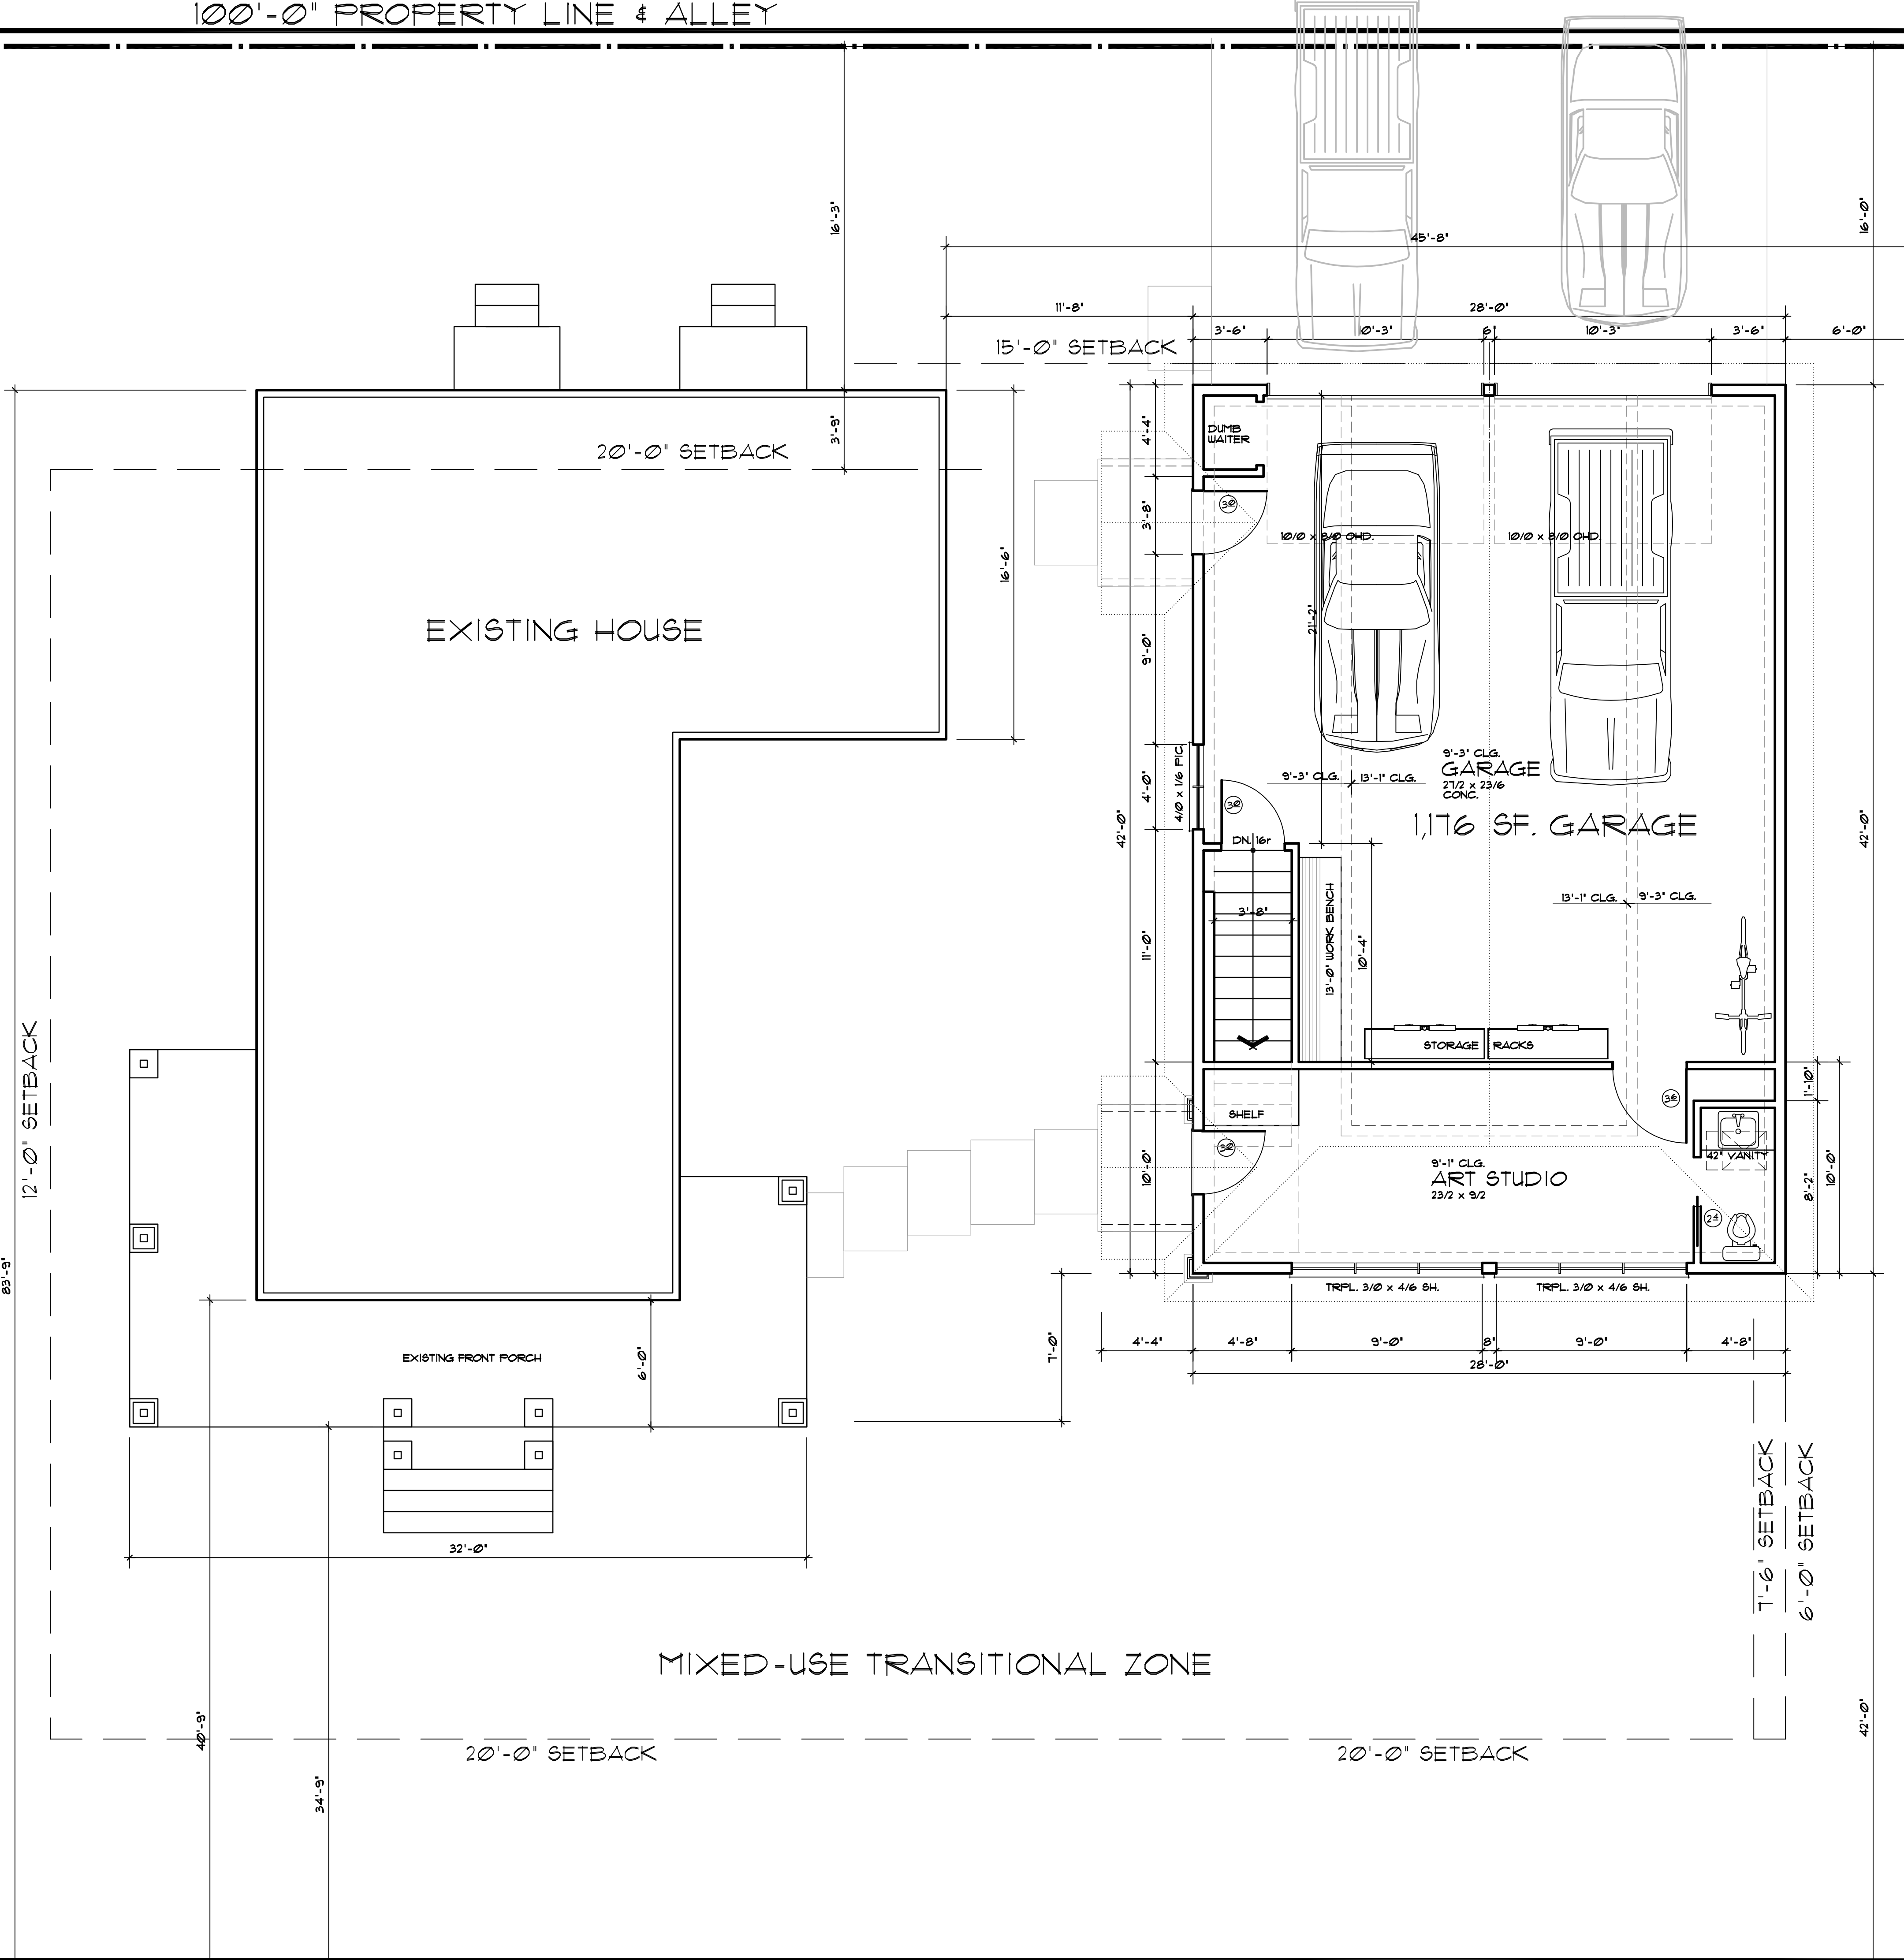 100'-0" PROPERTY LINE & ALLEY
16'-3"
16'-0"
45'-8"
11'-8"
28'-0"
3'-6"
10'-3"
6"
10'-3"
3'-6"
6'-0"
15'-0" SETBACK
20'-0" SETBACK
3'-9"
4'-4"
DUMB
WAITER
30
3'-8"
10/0 x 8/0 OHD.
10/0 x 8/0 OHD.
16'-6"
EXISTING HOUSE
21'-2"
9'-0"
4'-0"
4/0 x 1/6 PIC.
9'-3" CLG.
13'-1" CLG.
9'-3" CLG.
GARAGE
27/2 x 23/6
CONC.
30
42'-0"
42'-0"
1,176 SF. GARAGE
DN. 16r
3'-8"
13'-0" WORK BENCH
10'-4"
11'-0"
13'-1" CLG.
9'-3" CLG.
STORAGE
RACKS
12'-0" SETBACK
83'-9"
SHELF
36
1'-10"
30
10'-0"
9'-1" CLG.
ART STUDIO
23/2 x 9/2
42" VANITY
24
8'-2"
10'-0"
TRPL. 3/0 x 4/6 SH.
TRPL. 3/0 x 4/6 SH.
EXISTING FRONT PORCH
6'-0"
7'-0"
4'-4"
4'-8"
9'-0"
8"
9'-0"
4'-8"
28'-0"
32'-0"
7'-6" SETBACK
6'-0" SETBACK
MIXED-USE TRANSITIONAL ZONE
40'-9"
42'-0"
20'-0" SETBACK
20'-0" SETBACK
34'-9"